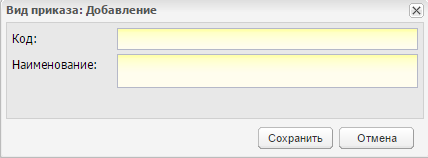 Вид приказа: Добавление
Код:
Наименование:
Сохранить Отмена